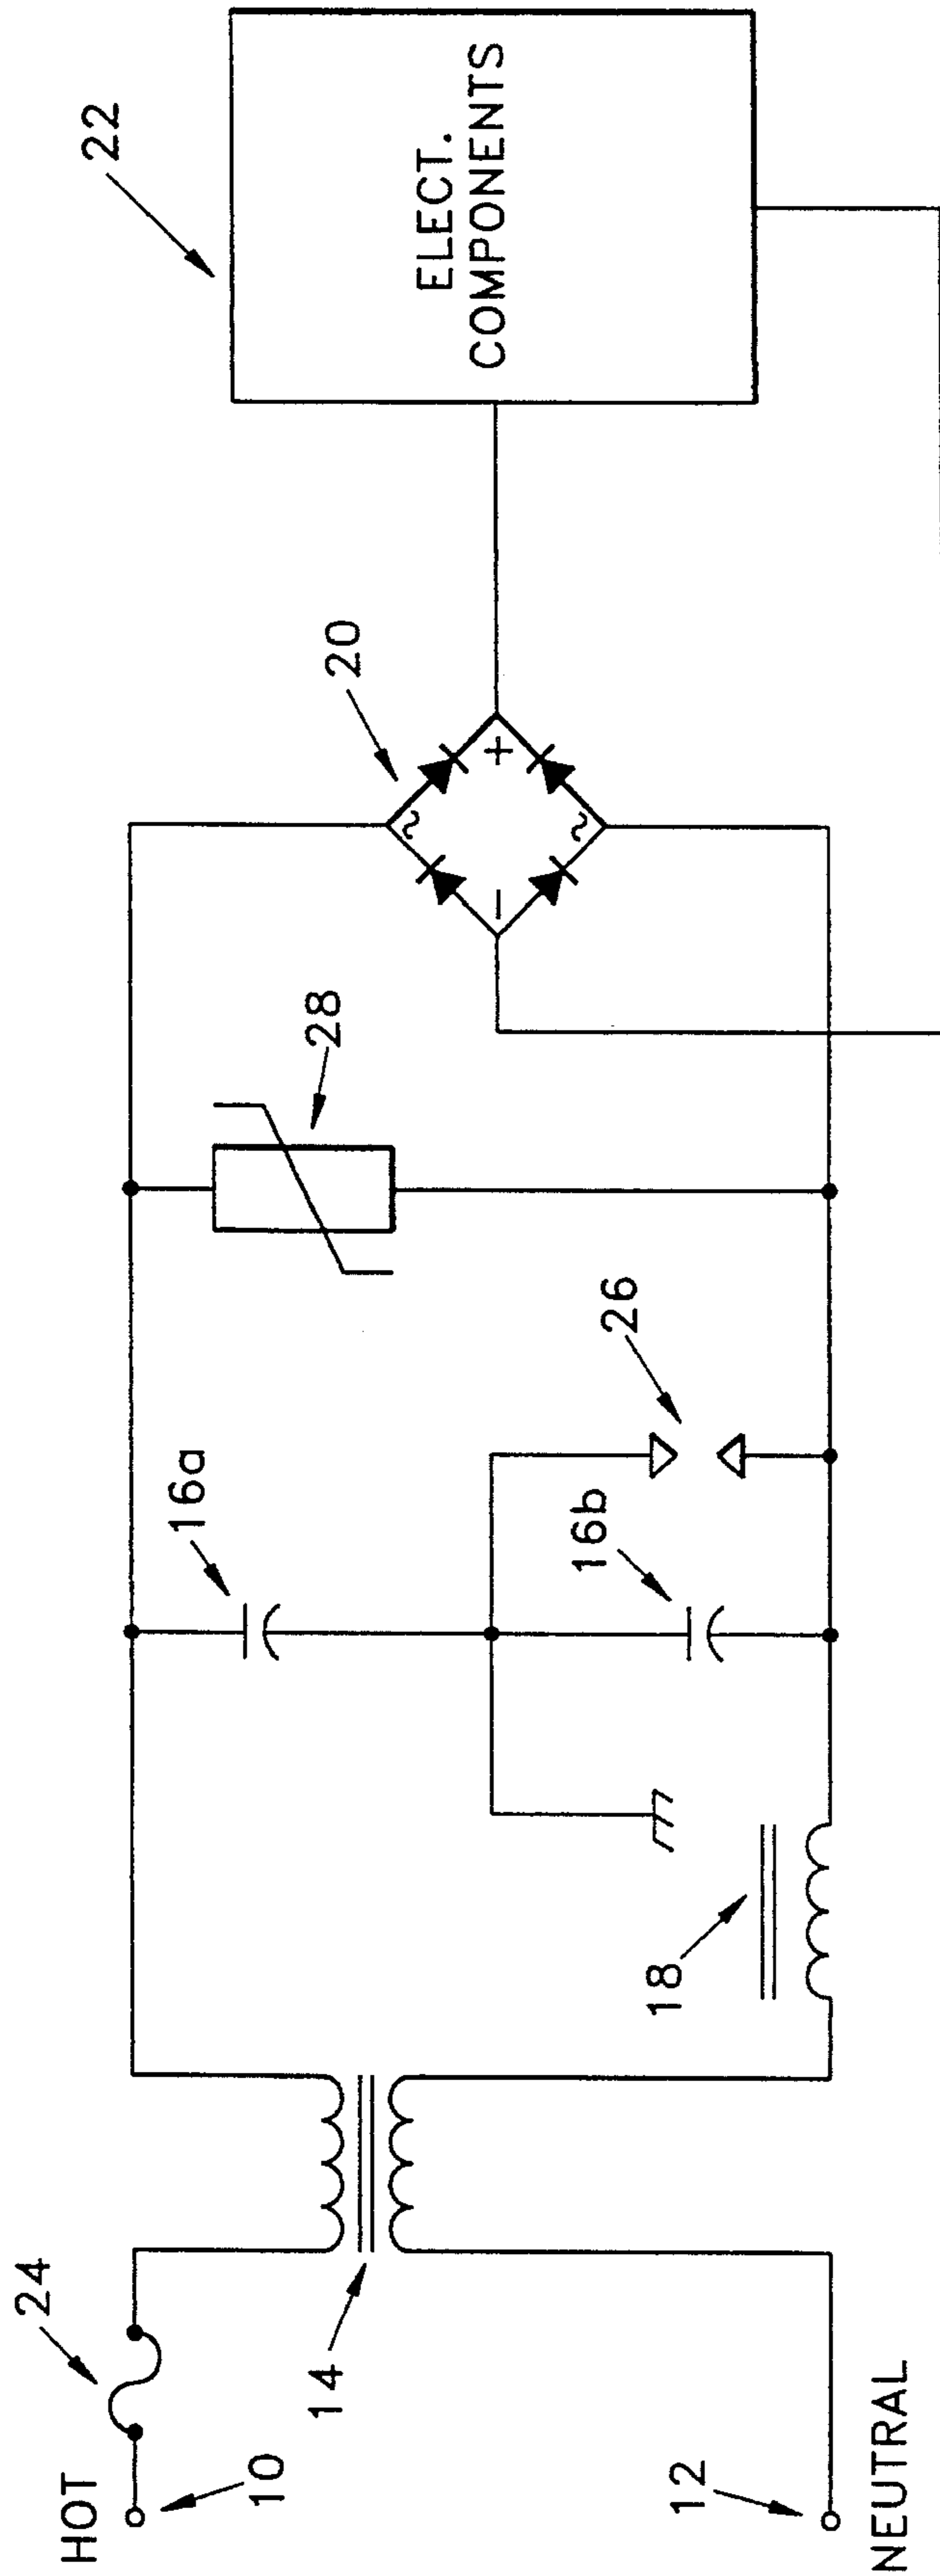 HOT
24
10
14
12
NEUTRAL
18
16a
16b
26
28
20
~
~
−
+
22
ELECT.
COMPONENTS